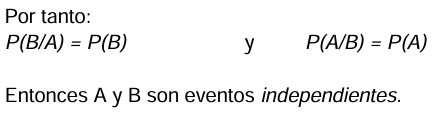 Por tanto:
P(B/A) = P(B) y P(A/B) = P(A)
Entonces A y B son eventos independientes.